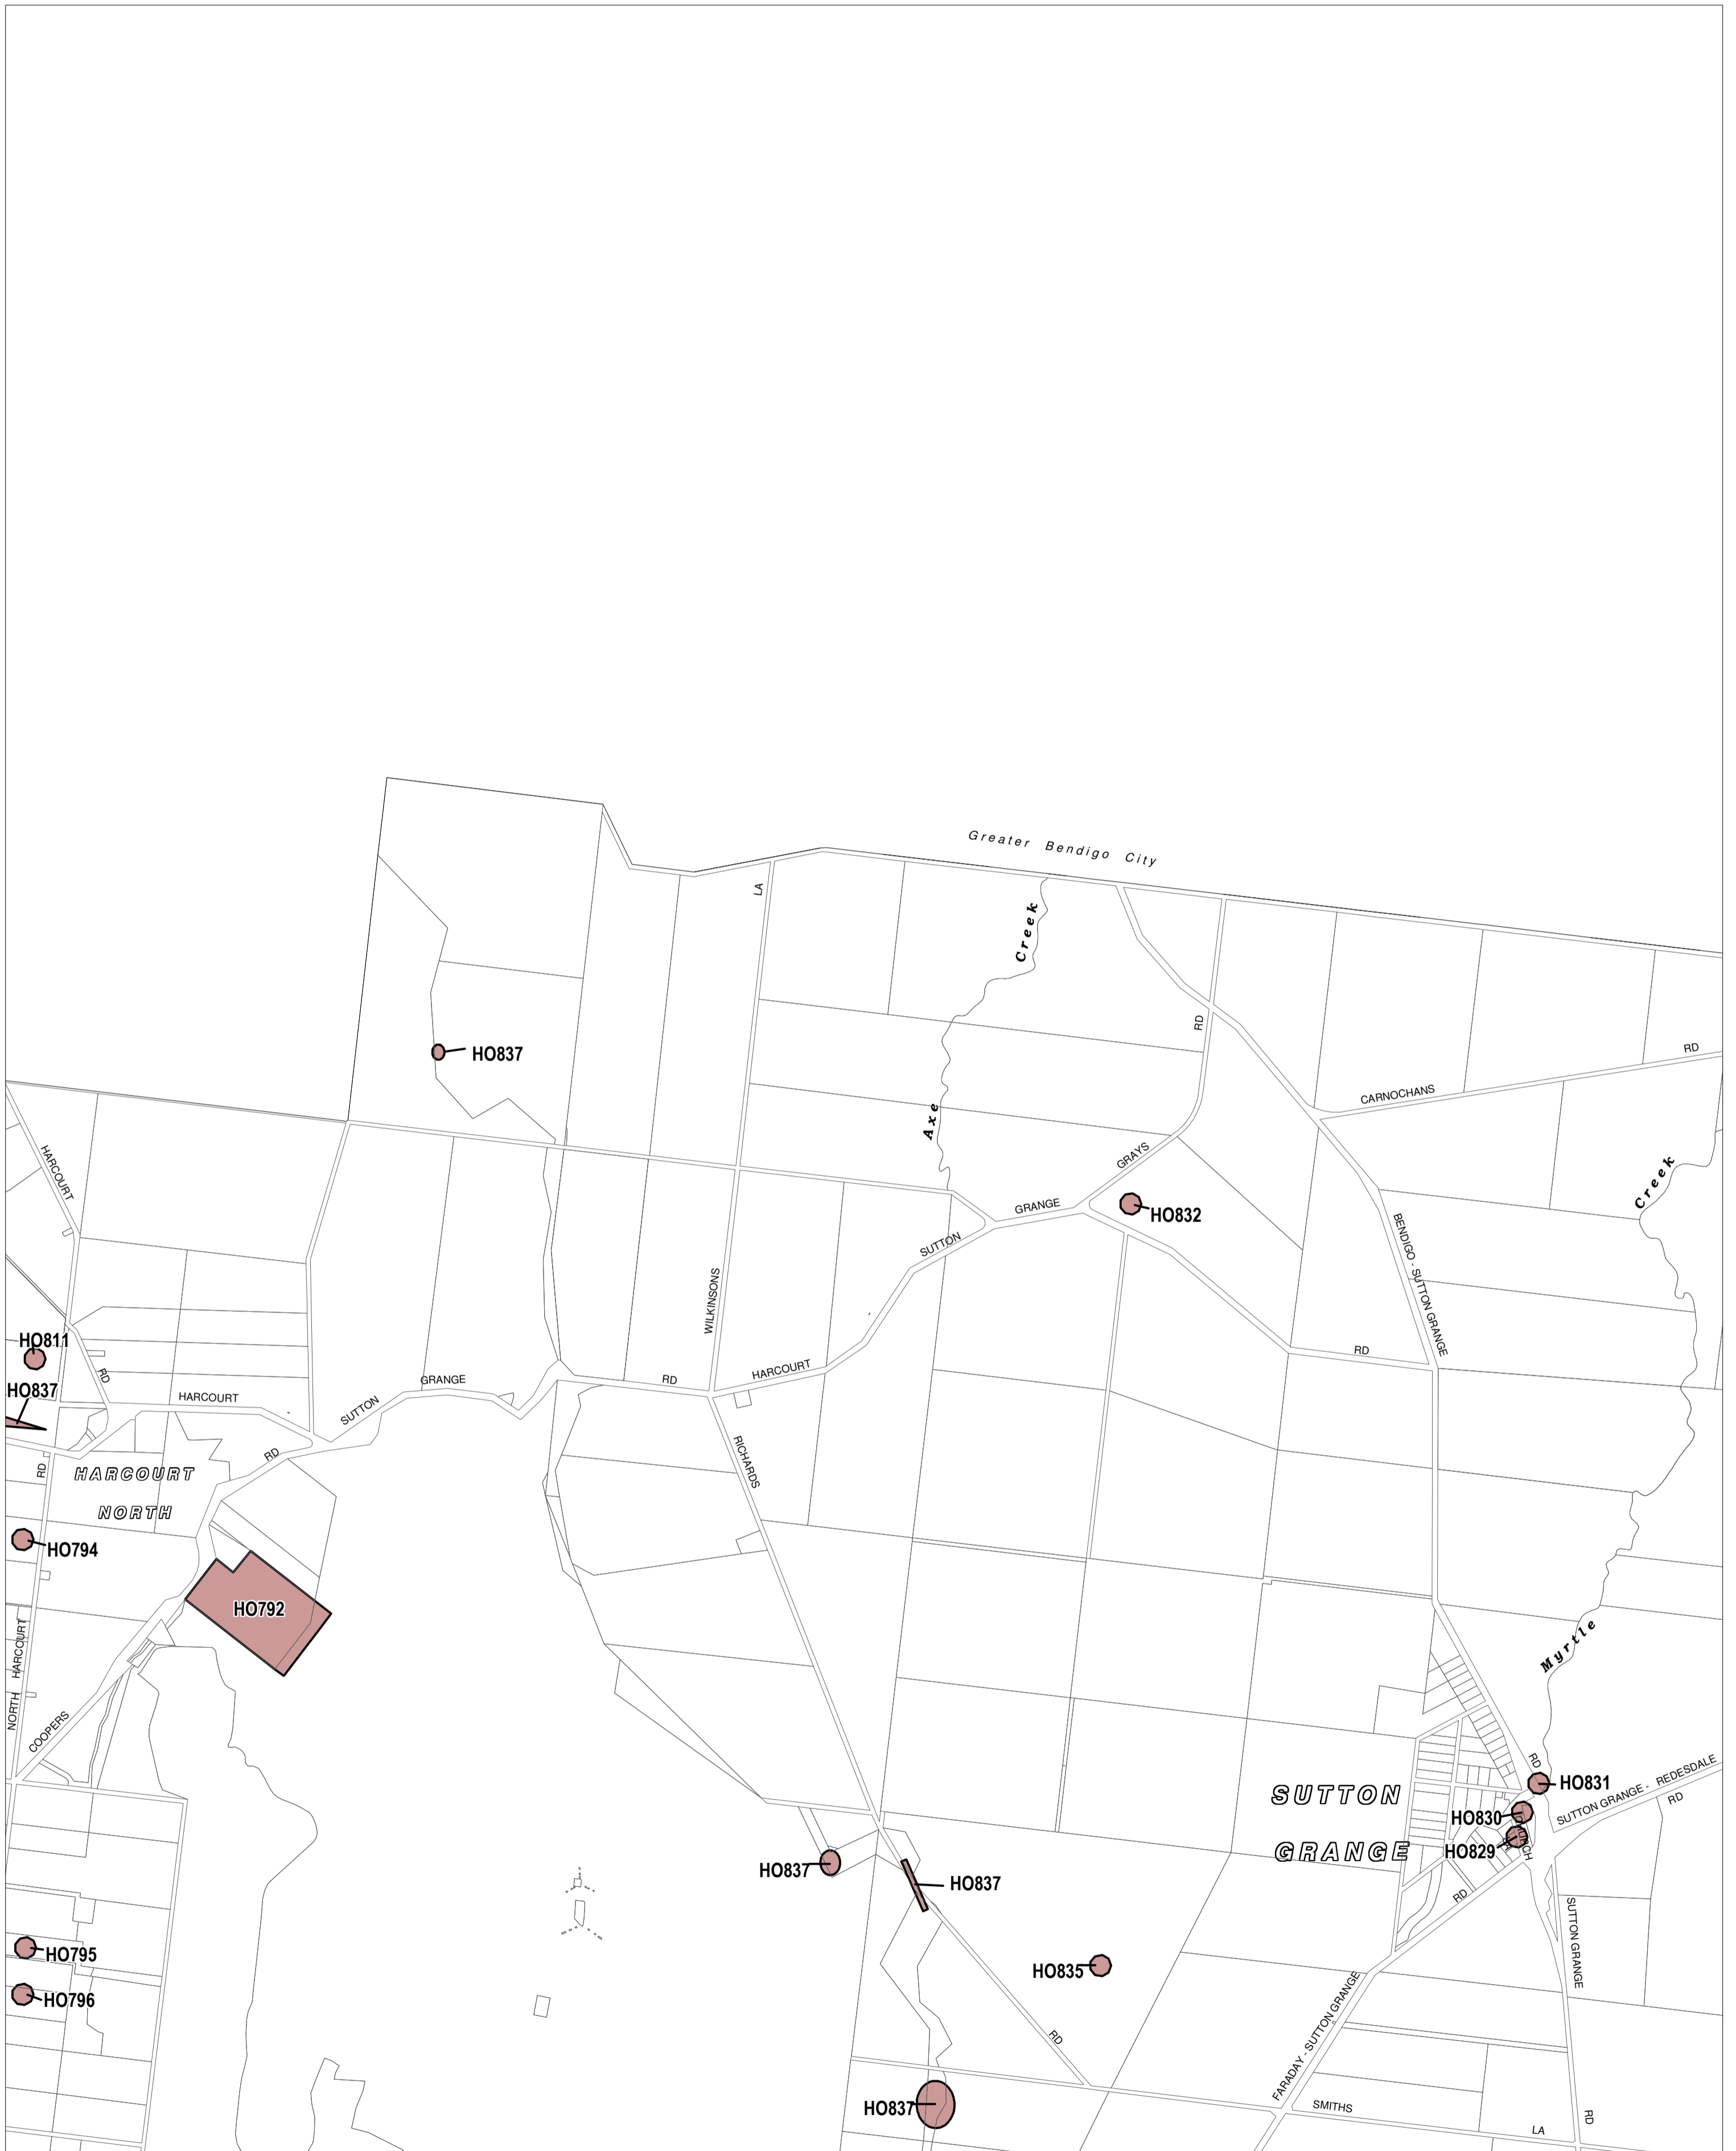 Greater Bendigo City
LA
Creek
RD
RD
HO837
CARNOCHANS
Axe
HARCOURT
GRAYS
Creek
GRANGE
HO832
SUTTON
BENDIGO - SUTTON GRANGE
WILKINSONS
HO811
RD
HARCOURT
RD
GRANGE
RD
HO837
HARCOURT
SUTTON
RD
RICHARDS
RD
HARCOURT
NORTH
HO794
HO792
NORTH HARCOURT
Myrtle
COOPERS
RD
SUTTON GRANGE - REDESDALE
HO831
SUTTON
RD
HO830
GRANGE
HO829
HO837
HO837
RD
SUTTON GRANGE
HO795
HO835
HO796
FARADAY - SUTTON GRANGE
RD
HO837
SMITHS
RD
LA